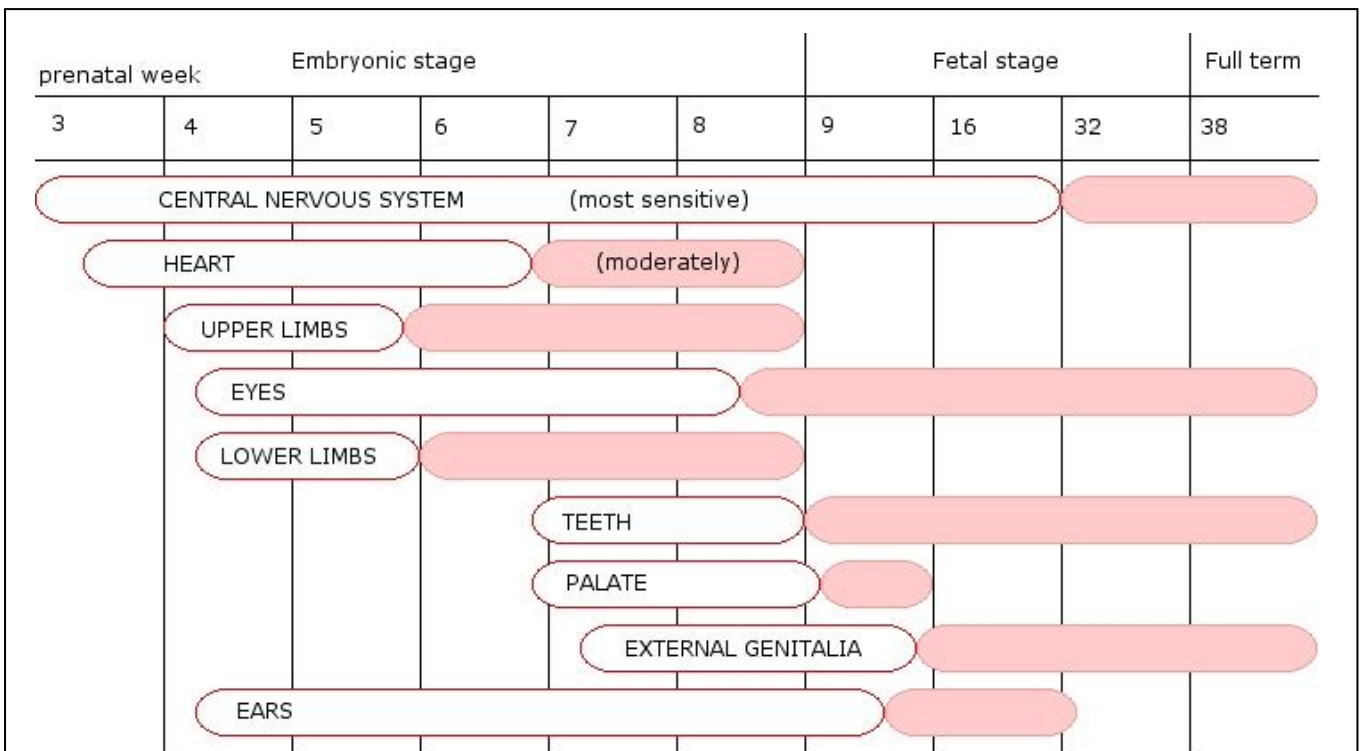 Embryonic stage Fetal stage Full term
prenatal week
3 4 5 6 7 8 9 16 32 38
CENTRAL NERVOUS SYSTEM (most sensitive)
HEART (moderately)
UPPER LIMBS
EYES
LOWER LIMBS
TEETH
PALATE
EXTERNAL GENITALIA
EARS